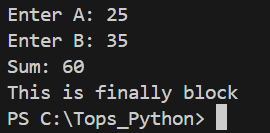 Enter A: 25
Enter B: 35
Sum: 60
This is finally block
PS C:\Tops_Python>